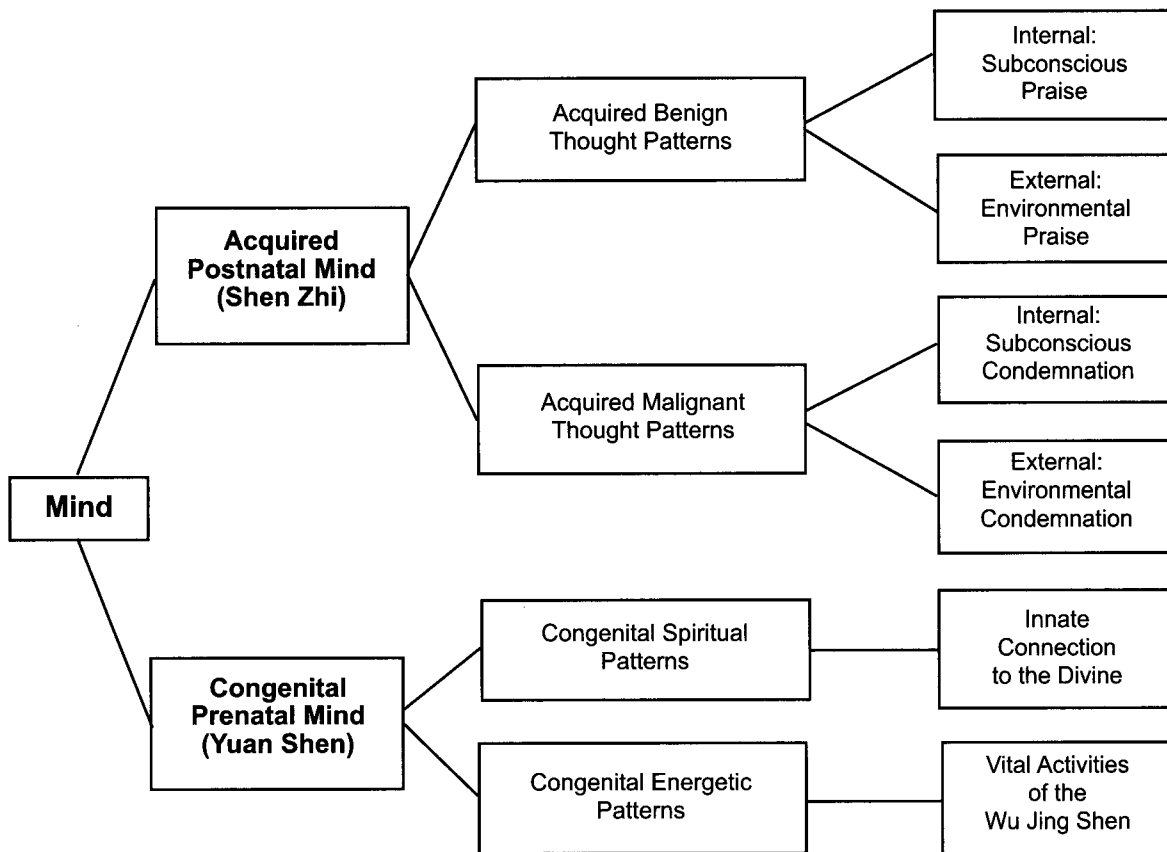 Mind
Acquired
Postnatal Mind
(Shen Zhi)
Acquired Benign
Thought Patterns
Internal:
Subconscious
Praise
External:
Environmental
Praise
Acquired Malignant
Thought Patterns
Internal:
Subconscious
Condemnation
External:
Environmental
Condemnation
Congenital
Prenatal Mind
(Yuan Shen)
Congenital Spiritual
Patterns
Innate
Connection
to the Divine
Congenital Energetic
Patterns
Vital Activities
of the
Wu Jing Shen